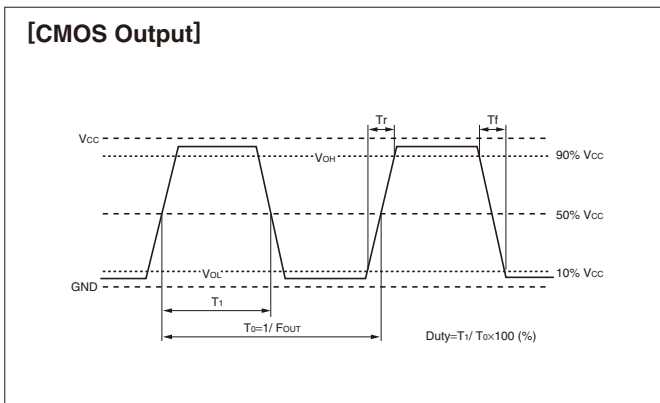 [CMOS Output]
Tr
Tf
VCC
VOH
90% VCC
50% VCC
VOL
10% VCC
GND
T1
T0=1/ FOUT
Duty=T1/ T0×100 (%)